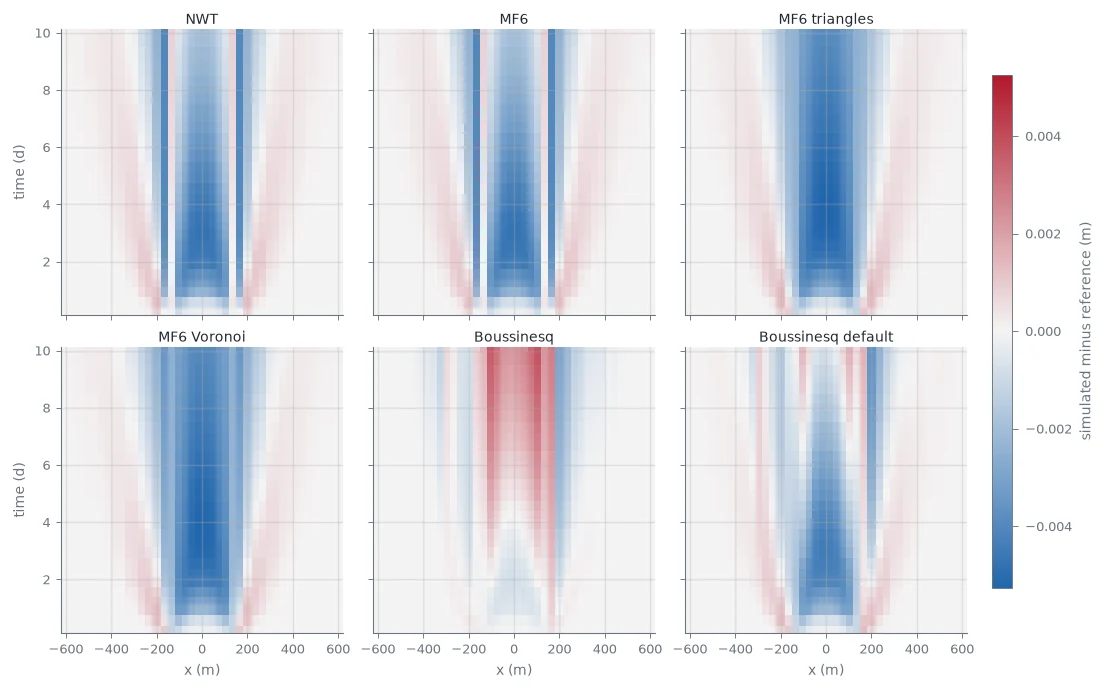 NWT
MF6
MF6 triangles
10
8
6
4
2
time (d)
MF6 Voronoi
Boussinesq
Boussinesq default
10
8
6
4
2
time (d)
−600 −400 −200 0 200 400 600
−600 −400 −200 0 200 400 600
−600 −400 −200 0 200 400 600
x (m)
x (m)
x (m)
0.004
0.002
0.000
−0.002
−0.004
simulated minus reference (m)